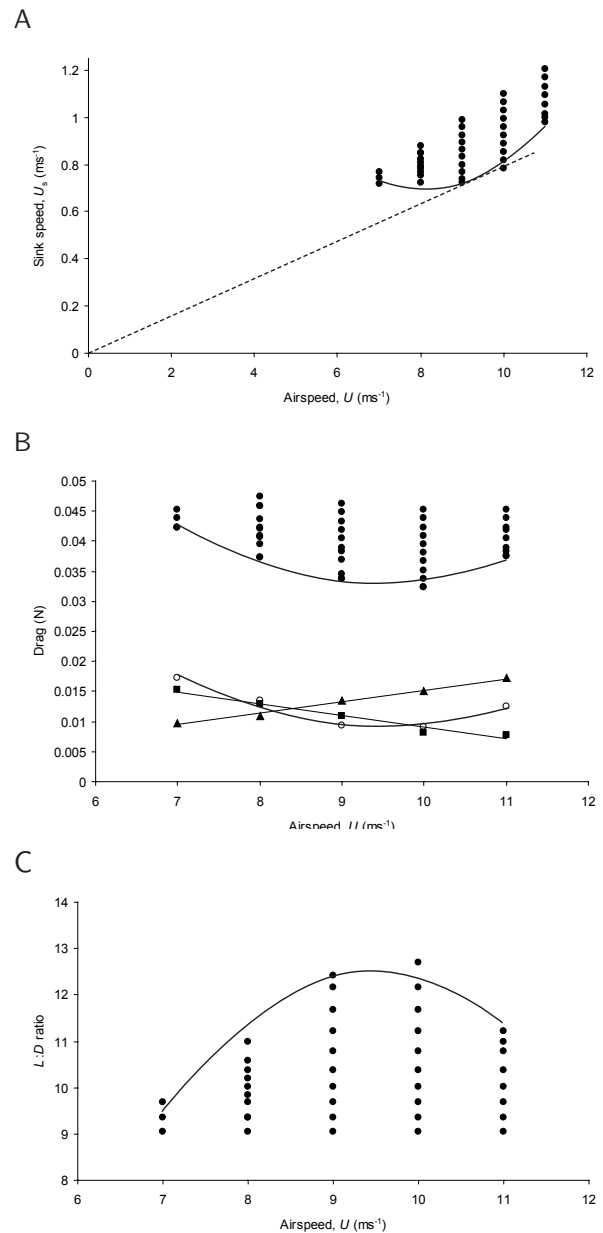 A
Sink speed, Us (ms-1)
1.2
1
0.8
0.6
0.4
0.2
0
0 2 4 6 8 10 12
Airspeed, U (ms-1)
B
Drag (N)
0.05
0.045
0.04
0.035
0.03
0.025
0.02
0.015
0.01
0.005
0
6 7 8 9 10 11 12
Airspeed, U (ms-1)
C
L:D ratio
14
13
12
11
10
9
8
6 7 8 9 10 11 12
Airspeed, U (ms-1)